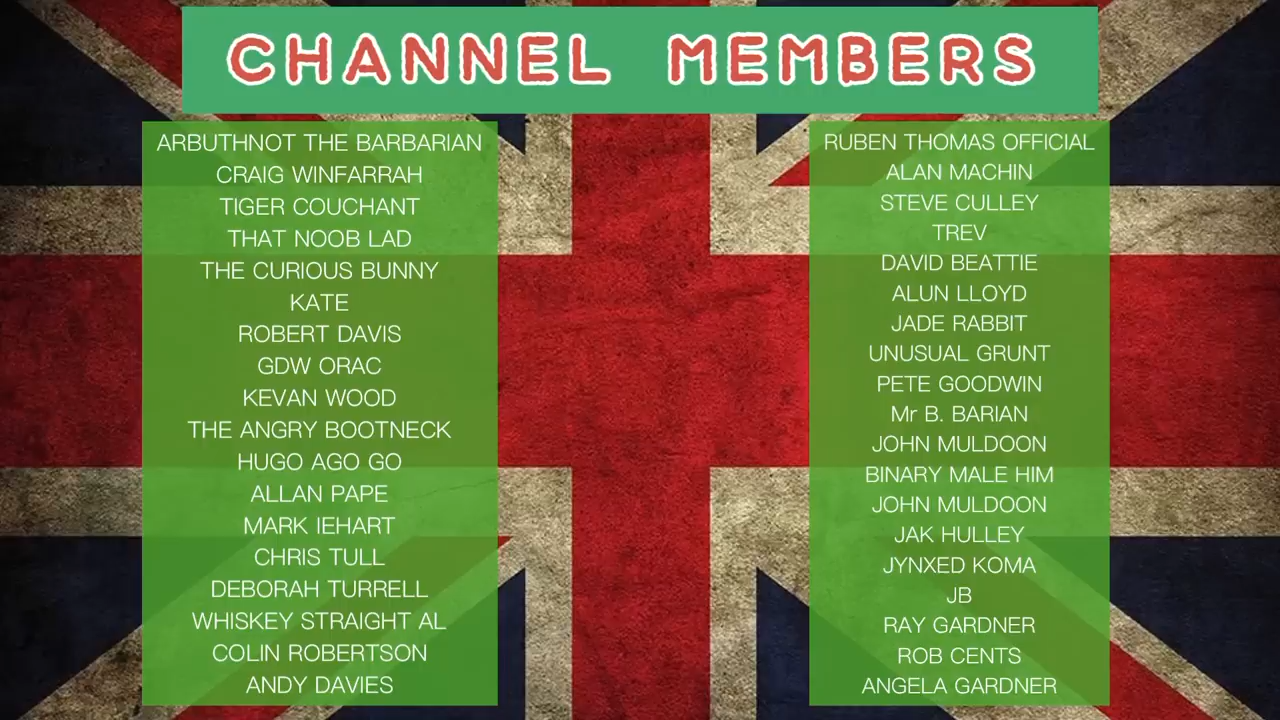 CHANNEL MEMBERS
ARBUTHNOT THE BARBARIAN
CRAIG WINFARRAH
TIGER COUCHANT
THAT NOOB LAD
THE CURIOUS BUNNY
KATE
ROBERT DAVIS
GDW ORAC
KEVAN WOOD
THE ANGRY BOOTNECK
HUGO AGO GO
ALLAN PAPE
MARK IEHART
CHRIS TULL
DEBORAH TURRELL
WHISKEY STRAIGHT AL
COLIN ROBERTSON
ANDY DAVIES
RUBEN THOMAS OFFICIAL
ALAN MACHIN
STEVE CULLEY
TREV
DAVID BEATTIE
ALUN LLOYD
JADE RABBIT
UNUSUAL GRUNT
PETE GOODWIN
Mr B. BARIAN
JOHN MULDOON
BINARY MALE HIM
JOHN MULDOON
JAK HULLEY
JYNXED KOMA
JB
RAY GARDNER
ROB CENTS
ANGELA GARDNER